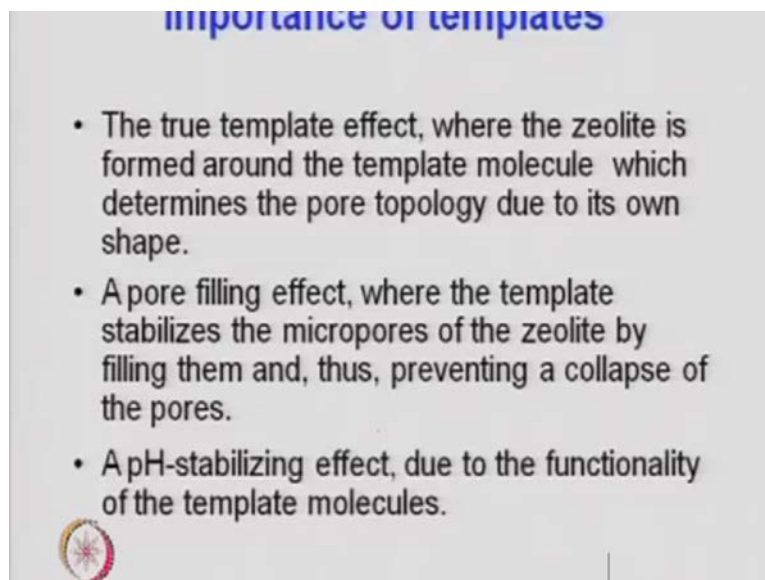 Importance of templates
• The true template effect, where the zeolite is
formed around the template molecule which
determines the pore topology due to its own
shape.
• A pore filling effect, where the template
stabilizes the micropores of the zeolite by
filling them and, thus, preventing a collapse of
the pores.
• A pH-stabilizing effect, due to the functionality
of the template molecules.